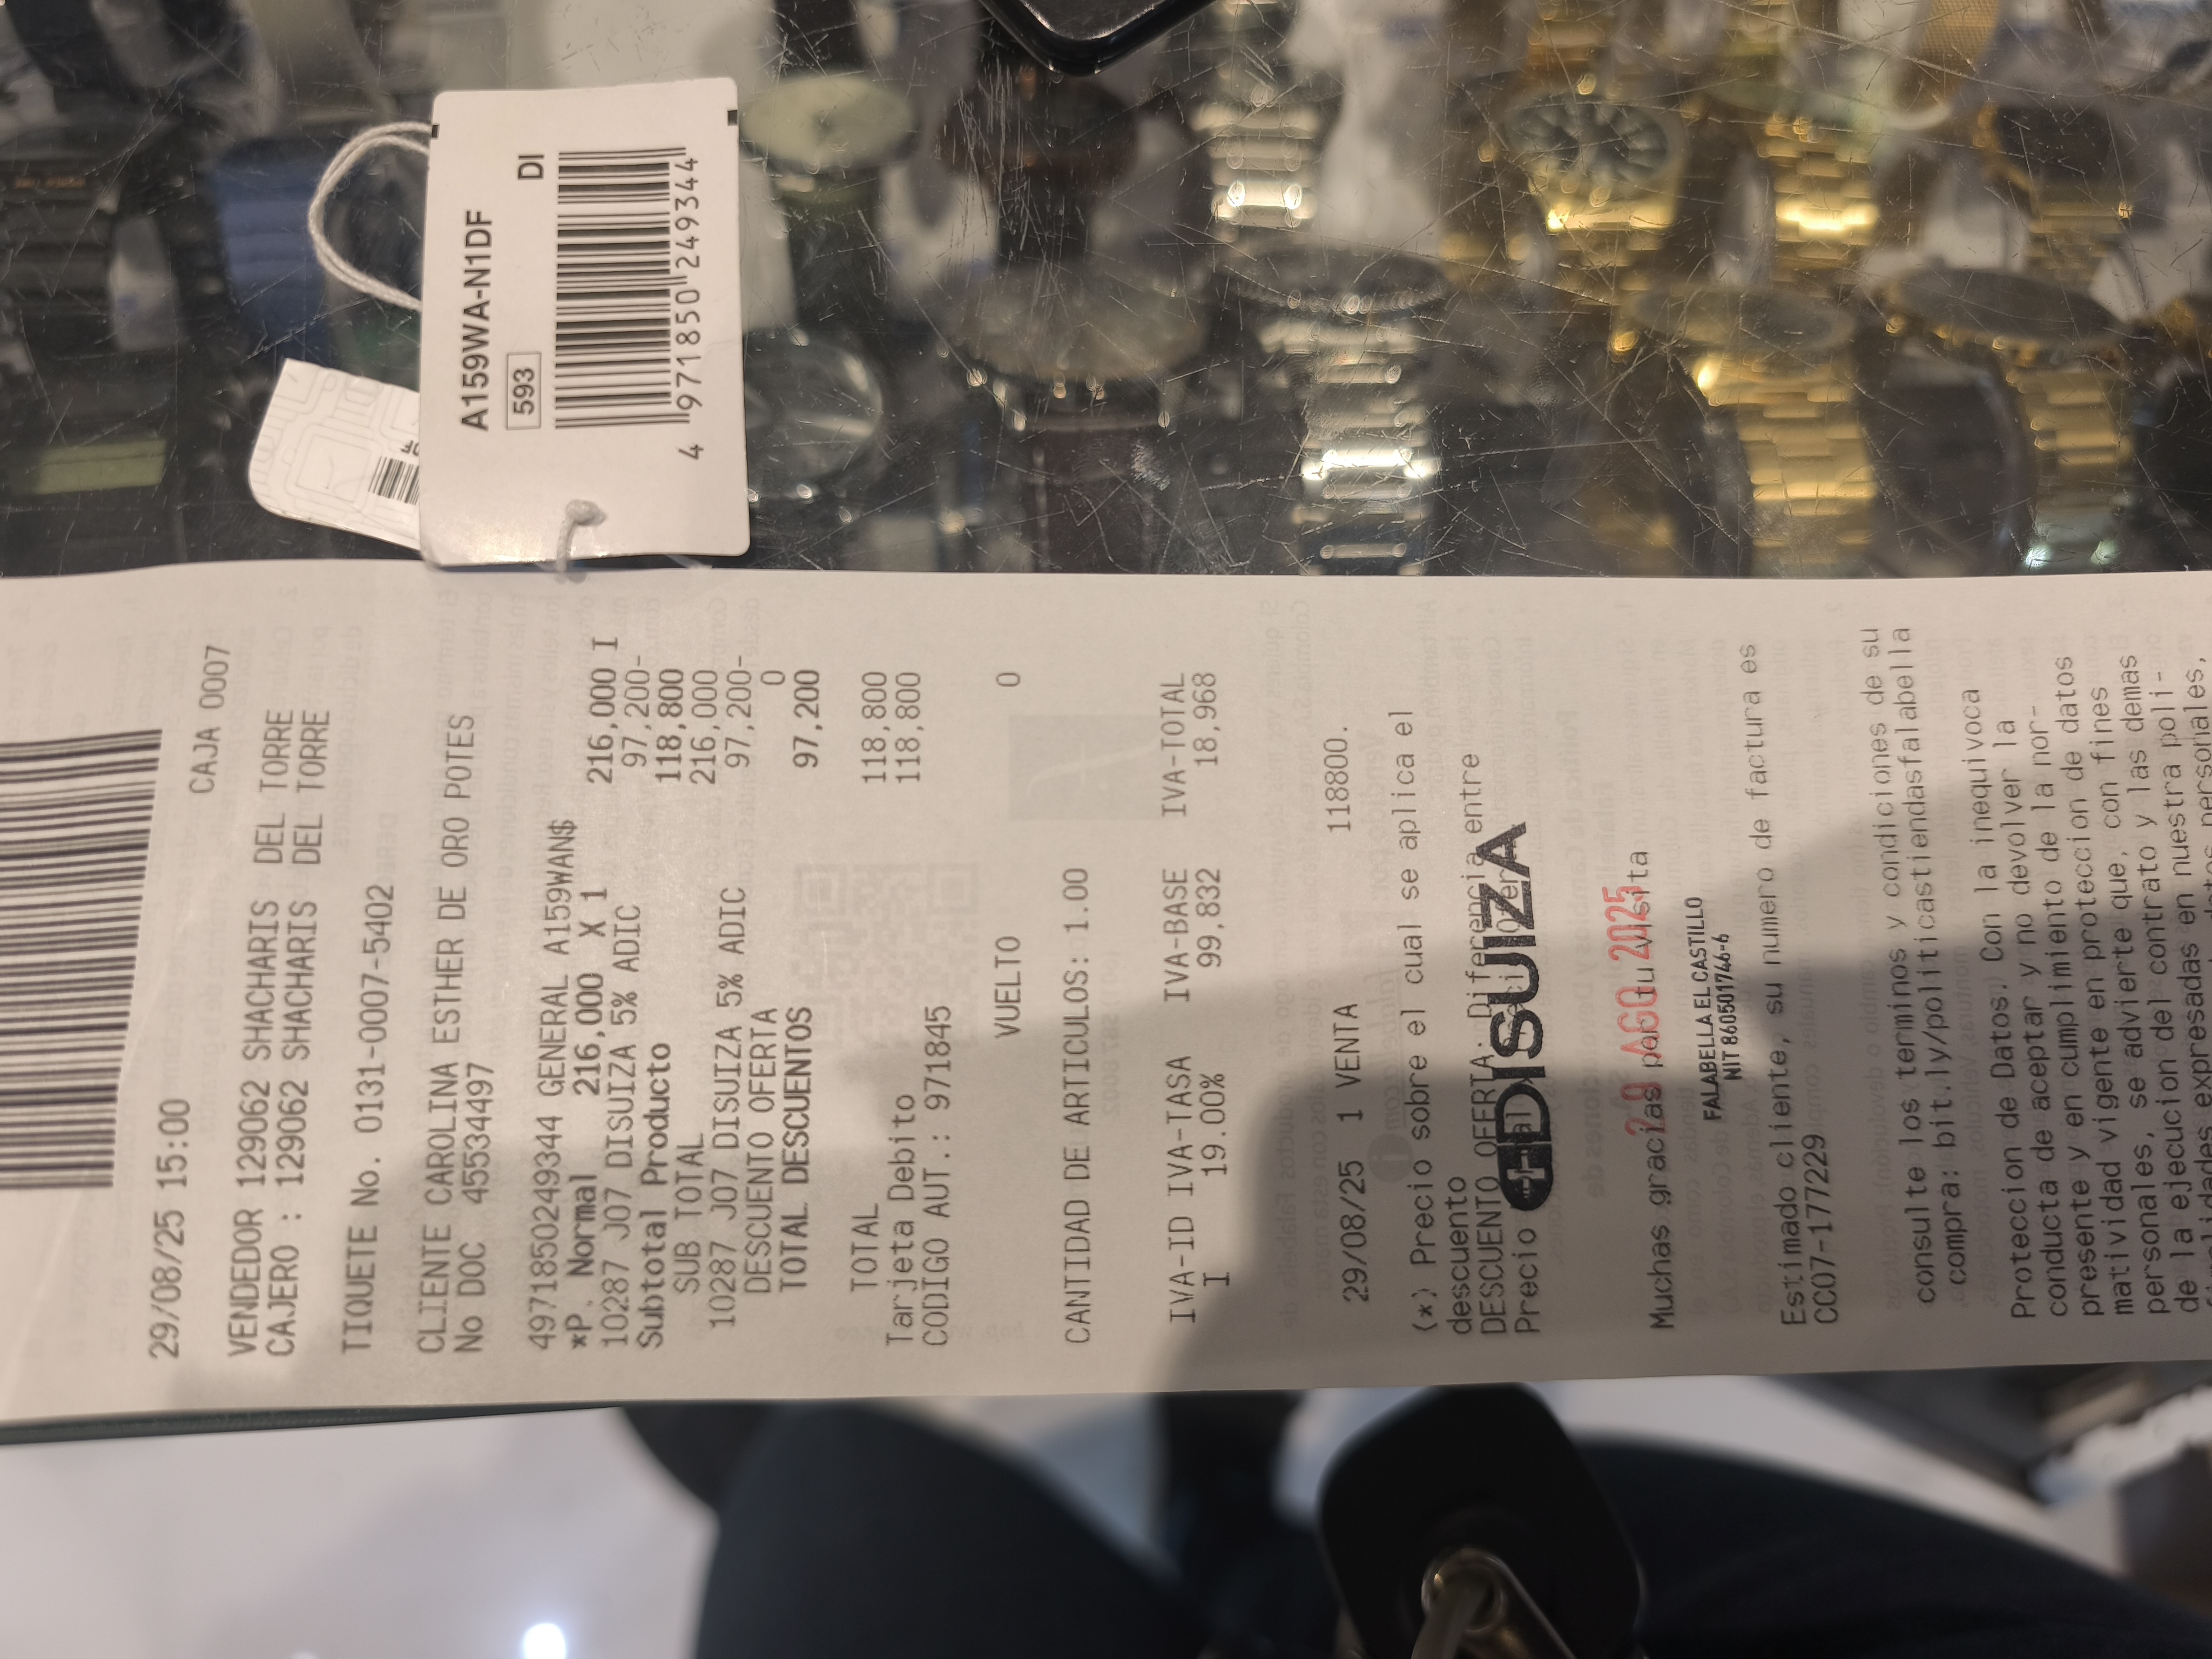 A159WA-N1DF
593 DI
4 971850 249344
29/08/25 15:00 CAJA 0007
VENDEDOR 129062 SHACHARIS DEL TORRE
CAJERO : 129062 SHACHARIS DEL TORRE
TIQUETE No. 0131-0007-5402
CLIENTE CAROLINA ESTHER DE ORO POTES
No DOC 45534497
4971850249344 GENERAL A159WAN$
*P. Normal 216,000 X 1 216,000 I
10287 J07 DISUIZA 5% ADIC 97,200-
Subtotal Producto 118,800
SUB TOTAL 216,000
10287 J07 DISUIZA 5% ADIC 97,200-
DESCUENTO OFERTA 0
TOTAL DESCUENTOS 97,200
TOTAL 118,800
Tarjeta Debito 118,800
CODIGO AUT.: 971845
VUELTO 0
CANTIDAD DE ARTICULOS: 1.00
IVA-ID IVA-TASA IVA-BASE IVA-TOTAL
I 19.00% 99,832 18,968
29/08/25 1 VENTA 118800.
(*) Precio sobre el cual se aplica el
descuento
DESCUENTO OFERTA: Diferencia entre
Precio
DISUIZA
Muchas gracias por tu visita
29 AGO 2025
FALABELLA EL CASTILLO
NIT 860501746-6
Estimado cliente, su numero de factura es
CC07-1772229
consulte los terminos y condiciones de su
compra: bit.ly/politicastiendasfalabella
Proteccion de Datos. Con la inequivoca
conducta de aceptar y no devolver la
presente y en cumplimiento de la nor-
matividad vigente en proteccion de datos
personales, se advierte que, con fines
de la ejecucion del contrato y las demas
expresadas en nuestra poli-
personales,